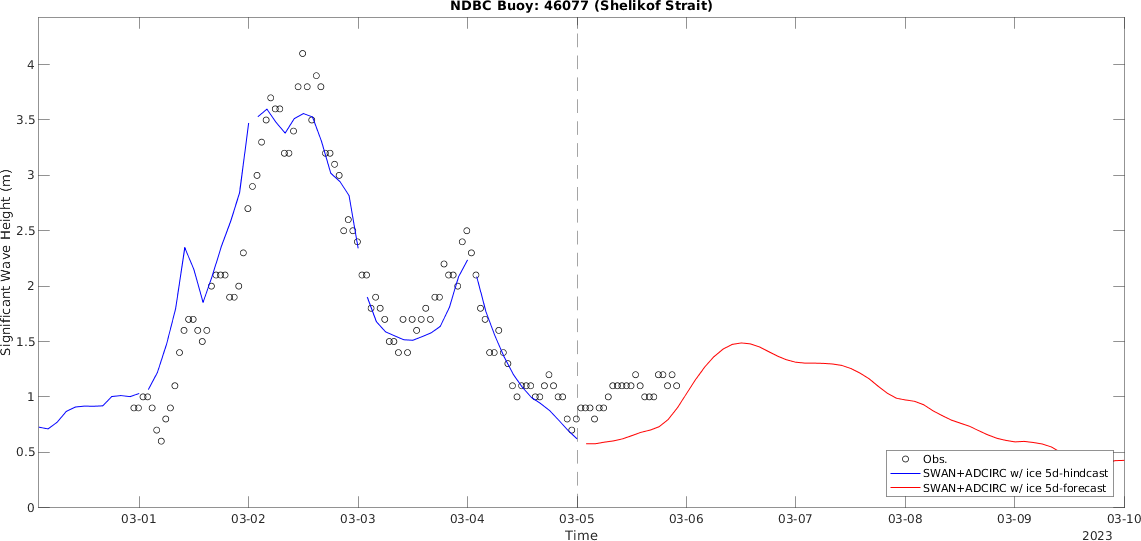 NDBC Buoy: 46077 (Shelikof Strait)
4
3.5
3
2.5
2
1.5
1
0.5
0
Significant Wave Height (m)
Obs.
SWAN+ADCIRC w/ ice 5d-hindcast
SWAN+ADCIRC w/ ice 5d-forecast
03-01 03-02 03-03 03-04 03-05 03-06 03-07 03-08 03-09 03-10
Time
2023